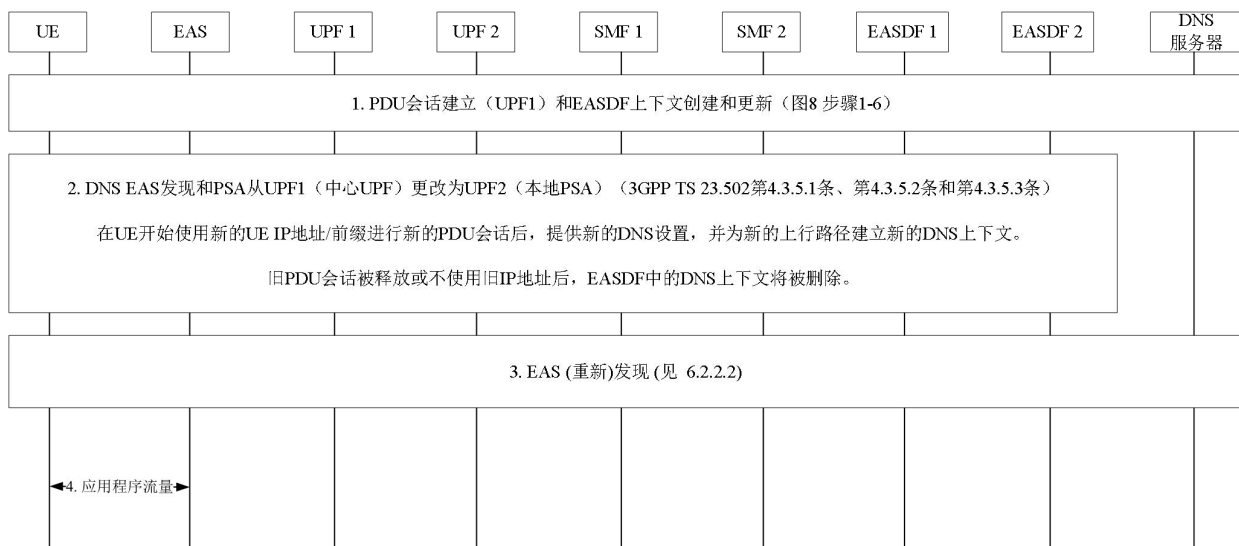 UE
EAS
UPF 1
UPF 2
SMF 1
SMF 2
EASDF 1
EASDF 2
DNS
服务器
1. PDU会话建立（UPF1）和EASDF上下文创建和更新（图8 步骤1-6）
2. DNS EAS发现和PSA从UPF1（中心UPF）更改为UPF2（本地PSA）（3GPP TS 23.502第4.3.5.1条、第4.3.5.2条和第4.3.5.3条）
在UE开始使用新的UE IP地址/前缀进行新的PDU会话后，提供新的DNS设置，并为新的上行路径建立新的DNS上下文。
旧PDU会话被释放或不使用旧IP地址后，EASDF中的DNS上下文将被删除。
3. EAS (重新)发现 (见 6.2.2.2)
4. 应用程序流量